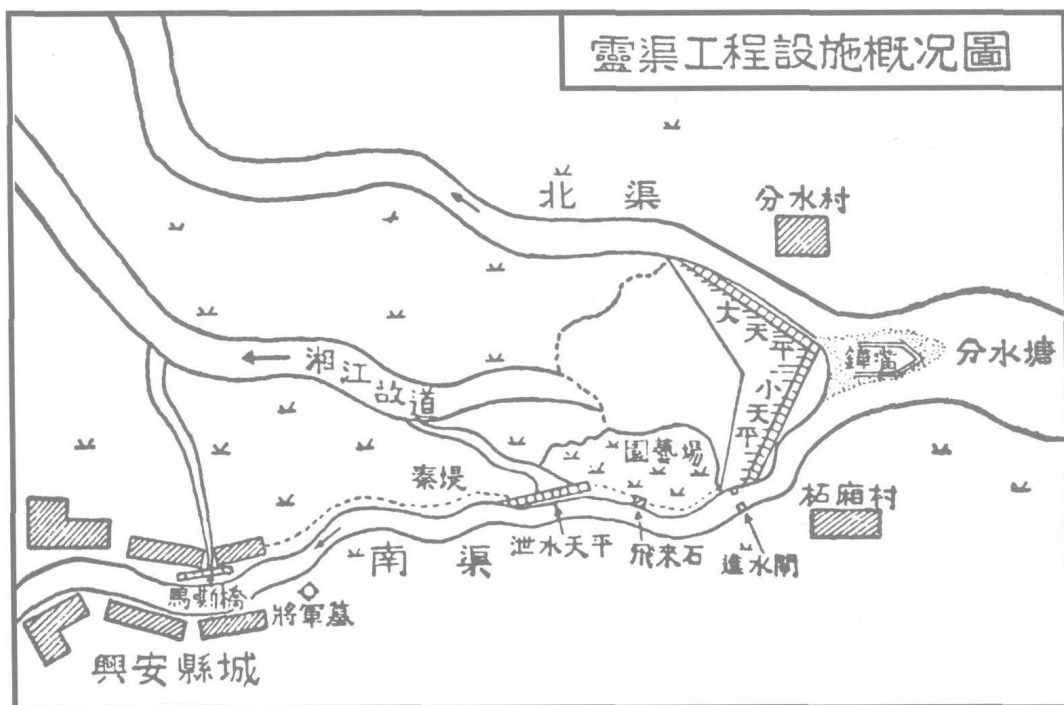 靈渠工程設施概况圖
北渠
分水村
大天平
鏵嘴
分水塘
小天平
湘江故道
園藝場
秦堤
柘廂村
泄水天平
飛來石
進水閘
南渠
馬嘶橋
將軍墓
興安縣城